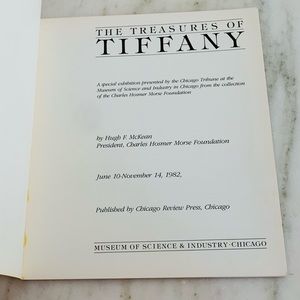 THE TREASURES OF
TIFFANY
A special exhibition presented by the Chicago Tribune at the
Museum of Science and Industry in Chicago from the collection
of the Charles Hosmer Morse Foundation
by Hugh F. McKean
President, Charles Hosmer Morse Foundation
June 10-November 14, 1982,
Published by Chicago Review Press, Chicago
MUSEUM OF SCIENCE & INDUSTRY·CHICAGO